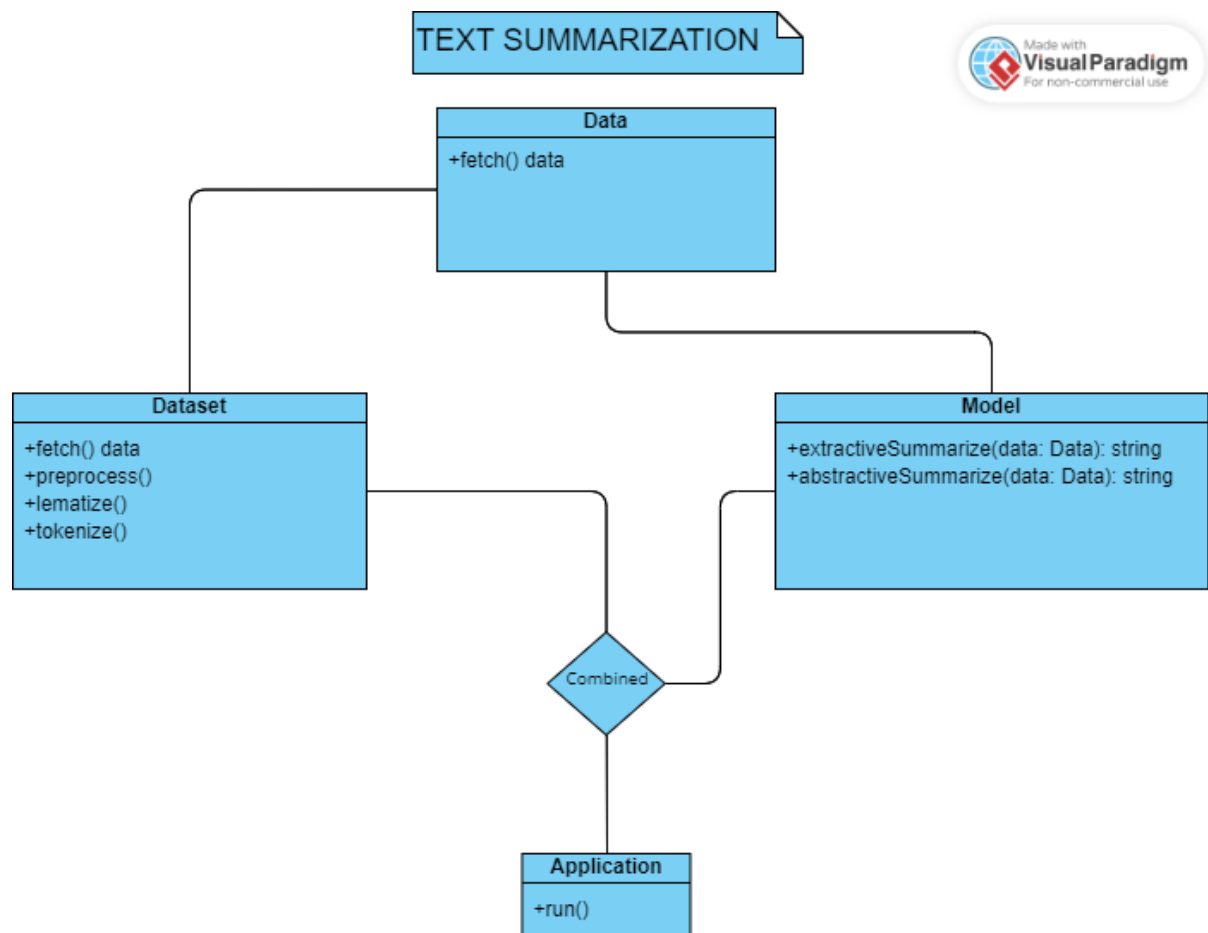 TEXT SUMMARIZATION
Made with
Visual Paradigm
For non-commercial use
Data
+fetch() data
Dataset
+fetch() data
+preprocess()
+lematize()
+tokenize()
Model
+extractiveSummarize(data: Data): string
+abstractiveSummarize(data: Data): string
Combined
Application
+run()